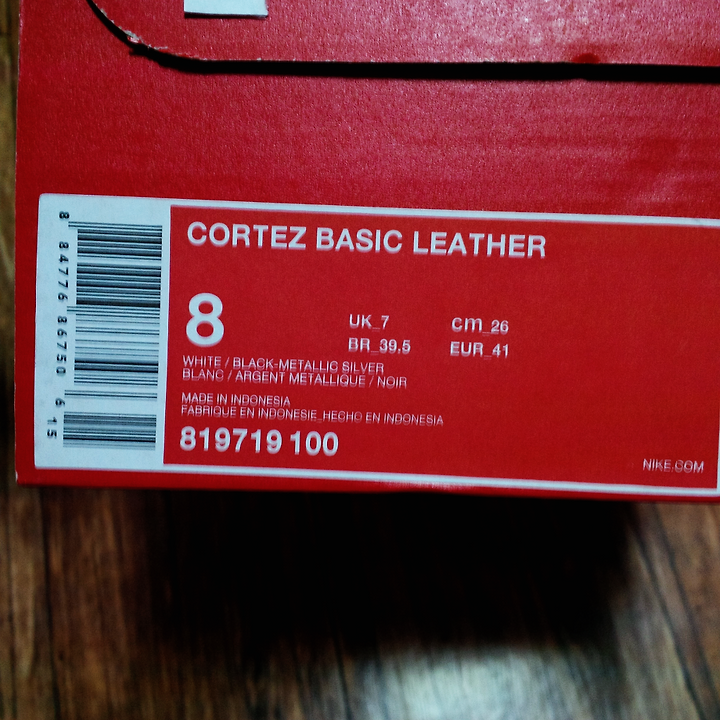 CORTEZ BASIC LEATHER
8
UK_7
cm_26
BR_39.5
EUR_41
WHITE / BLACK-METALLIC SILVER
BLANC / ARGENT METALLIQUE / NOIR
MADE IN INDONESIA
FABRIQUE EN INDONESIE_HECHO EN INDONESIA
819719 100
NIKE.COM
8 84776 86750 6 15